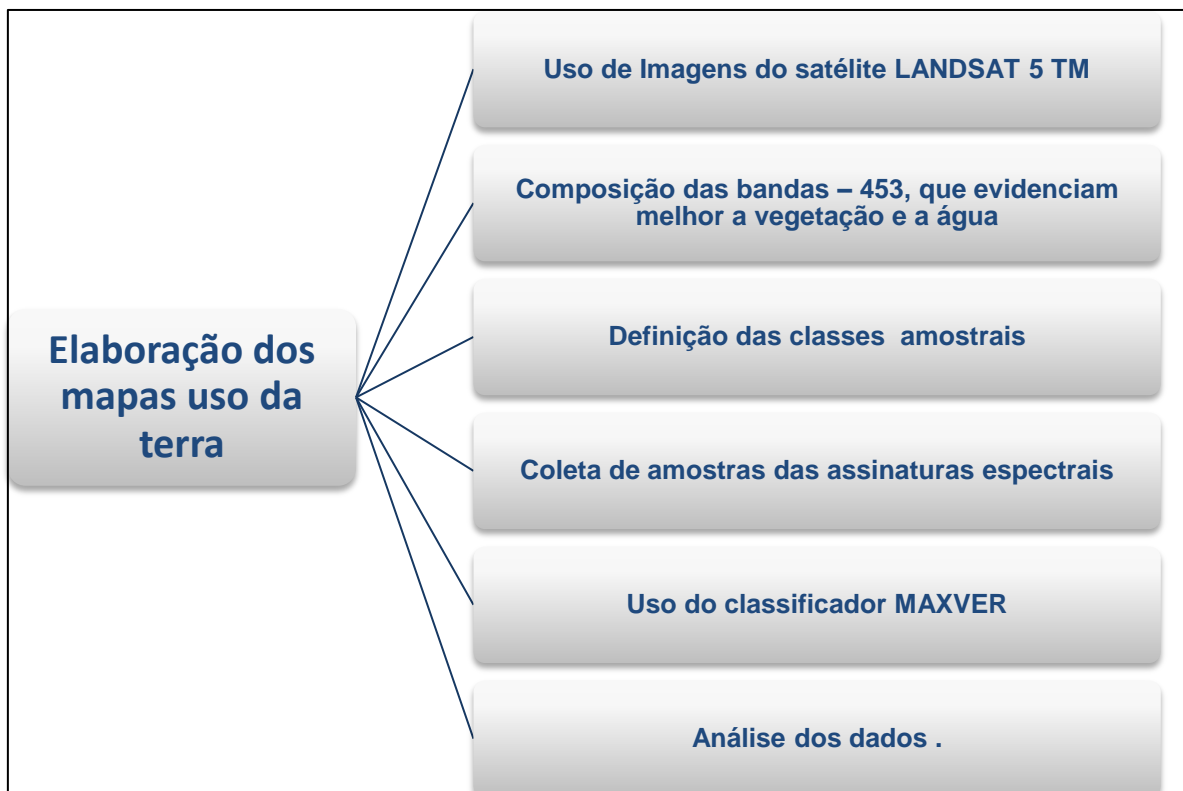 Elaboração dos
mapas uso da
terra
Uso de Imagens do satélite LANDSAT 5 TM
Composição das bandas – 453, que evidenciam
melhor a vegetação e a água
Definição das classes amostrais
Coleta de amostras das assinaturas espectrais
Uso do classificador MAXVER
Análise dos dados .